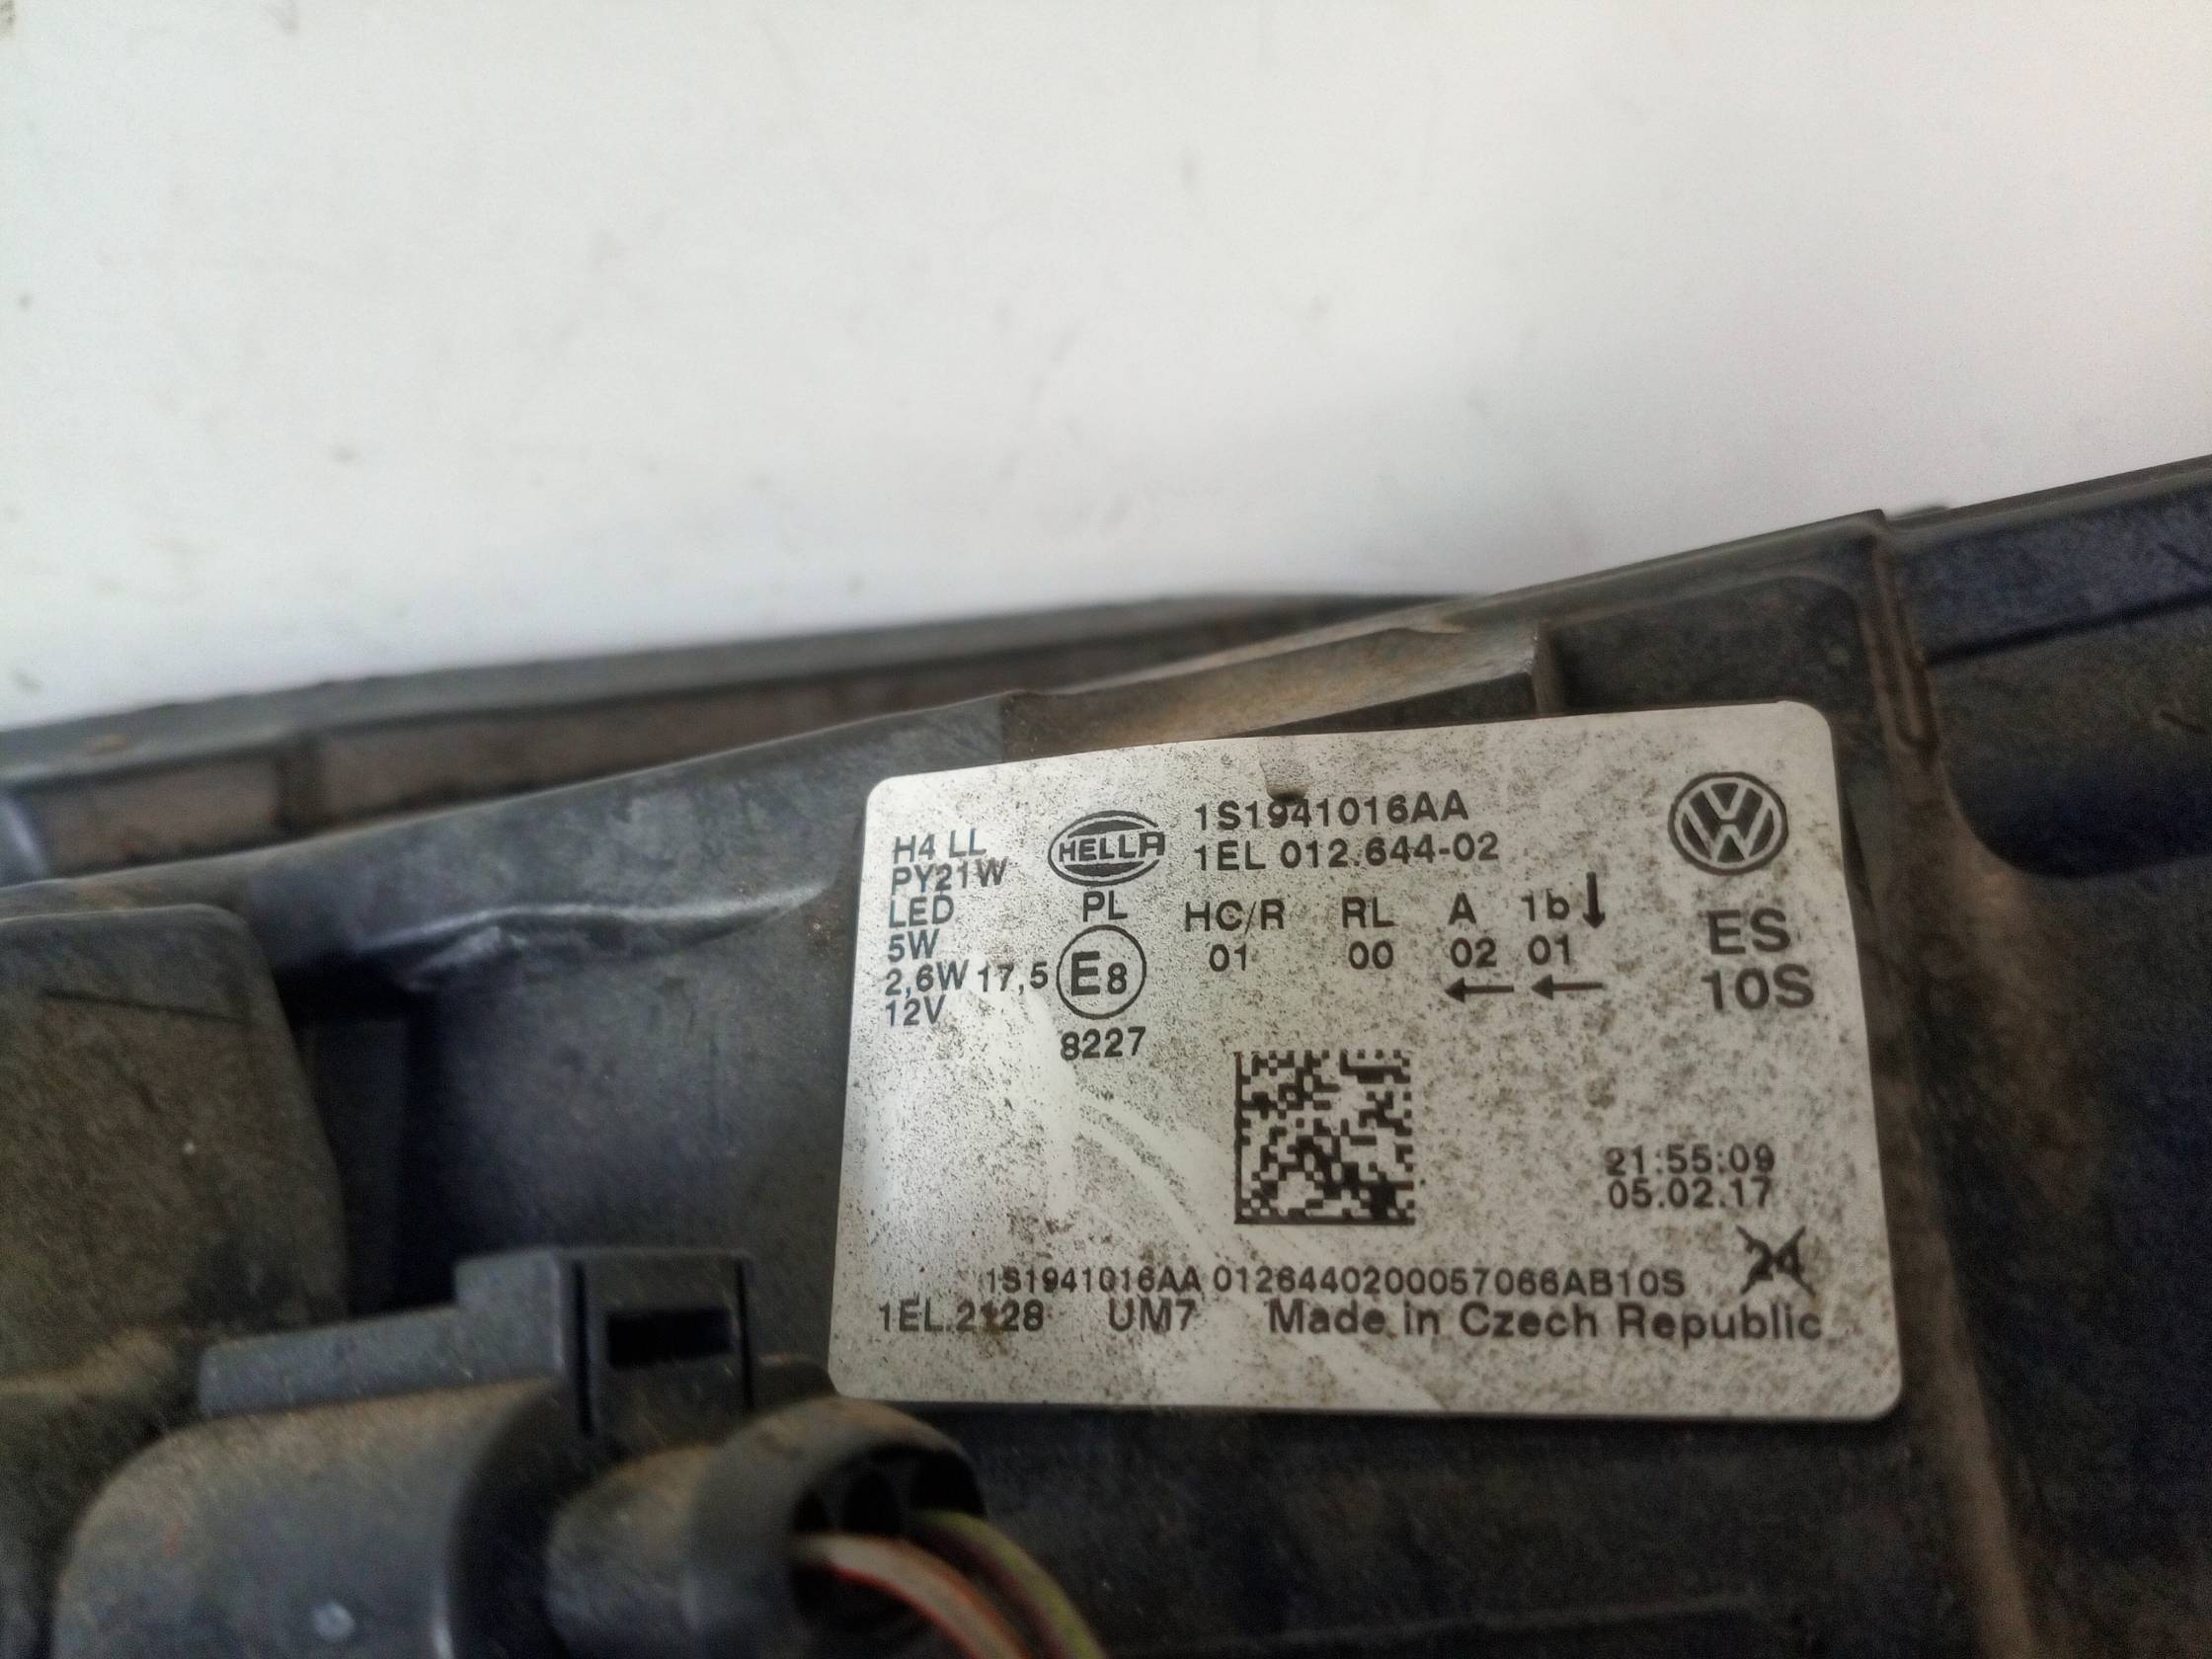 1S1941016AA
1EL 012.644-02
HELLA
H4 LL
PY21W
LED
5W
2,6W 17,5
12V
PL
E8
8227
HC/R RL A 1b ↓
01 00 02 01
← ←
ES
10S
21:55:09
05.02.17
24
1S1941016AA 0126440200057066AB10S
1EL.2128 UM7 Made in Czech Republic